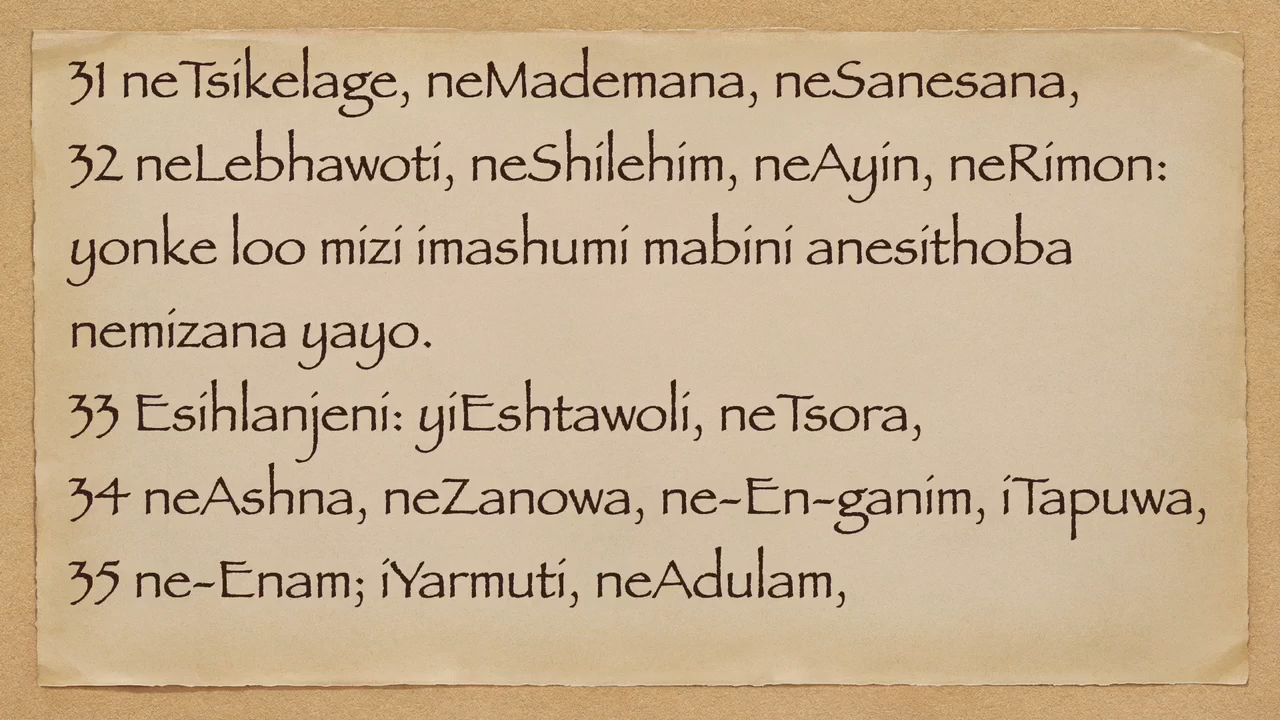 31 neTsikelage, neMademana, neSanesana,
32 neLebhawoti, neShilehim, neAyin, neRimon:
yonke loo mizi imashumi mabini anesithoba
nemizana yayo.
33 Esihlanjeni: yiEshtawoli, neTsora,
34 neAshna, neZanowa, ne-En-ganim, iTapuwa,
35 ne-Enam; iYarmuti, neAdulam,